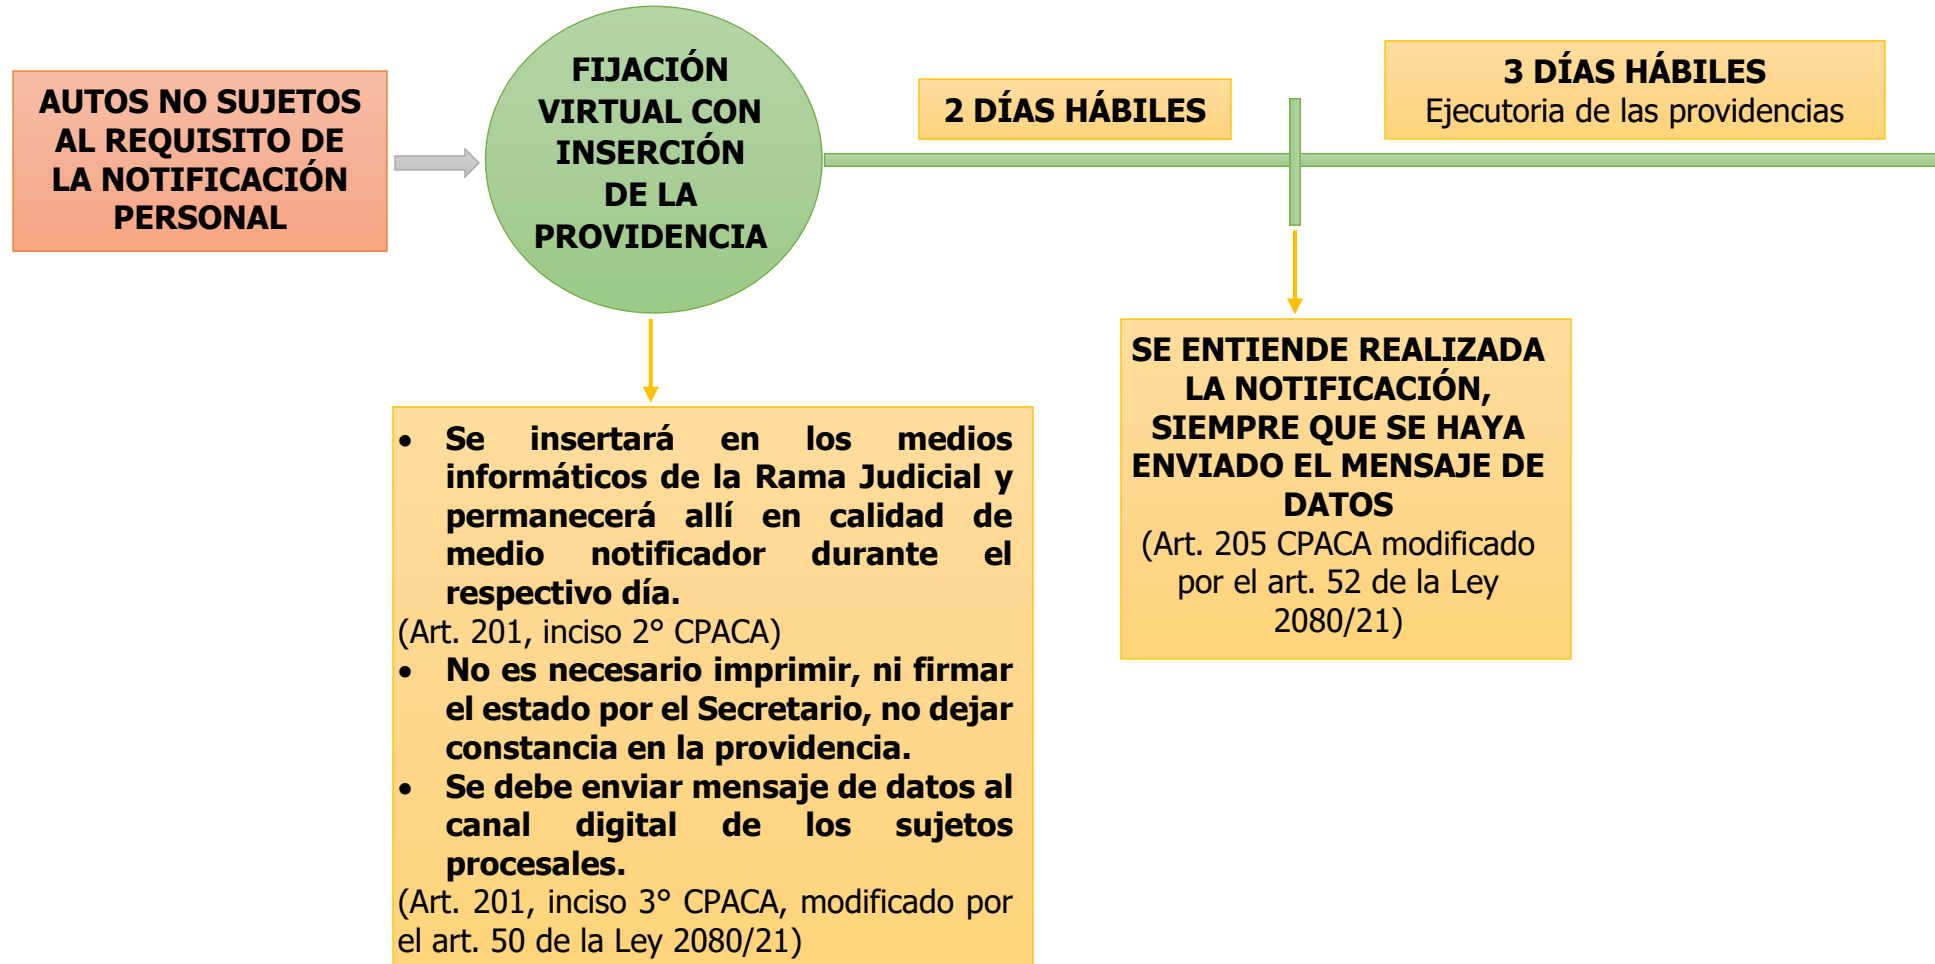 AUTOS NO SUJETOS
AL REQUISITO DE
LA NOTIFICACIÓN
PERSONAL
FIJACIÓN
VIRTUAL CON
INSERCIÓN
DE LA
PROVIDENCIA
2 DÍAS HÁBILES
3 DÍAS HÁBILES
Ejecutoria de las providencias
• Se insertará en los medios
informáticos de la Rama Judicial y
permanecerá allí en calidad de
medio notificador durante el
respectivo día.
(Art. 201, inciso 2° CPACA)
• No es necesario imprimir, ni firmar
el estado por el Secretario, no dejar
constancia en la providencia.
• Se debe enviar mensaje de datos al
canal digital de los sujetos
procesales.
(Art. 201, inciso 3° CPACA, modificado por
el art. 50 de la Ley 2080/21)
SE ENTIENDE REALIZADA
LA NOTIFICACIÓN,
SIEMPRE QUE SE HAYA
ENVIADO EL MENSAJE DE
DATOS
(Art. 205 CPACA modificado
por el art. 52 de la Ley
2080/21)